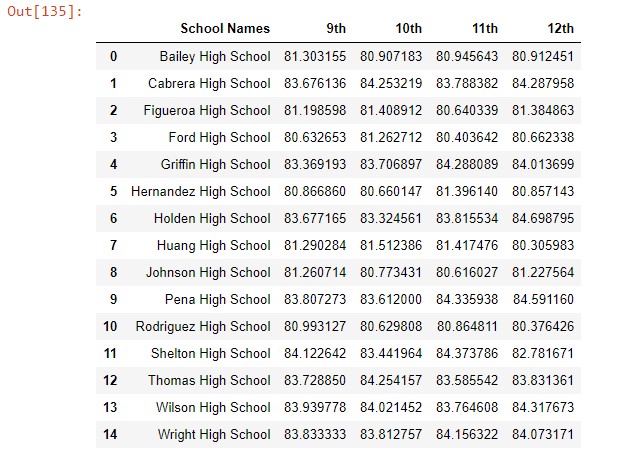 Out[135]:
School Names 9th 10th 11th 12th
0 Bailey High School 81.303155 80.907183 80.945643 80.912451
1 Cabrera High School 83.676136 84.253219 83.788382 84.287958
2 Figueroa High School 81.198598 81.408912 80.640339 81.384863
3 Ford High School 80.632653 81.262712 80.403642 80.662338
4 Griffin High School 83.369193 83.706897 84.288089 84.013699
5 Hernandez High School 80.866860 80.660147 81.396140 80.857143
6 Holden High School 83.677165 83.324561 83.815534 84.698795
7 Huang High School 81.290284 81.512386 81.417476 80.305983
8 Johnson High School 81.260714 80.773431 80.616027 81.227564
9 Pena High School 83.807273 83.612000 84.335938 84.591160
10 Rodriguez High School 80.993127 80.629808 80.864811 80.376426
11 Shelton High School 84.122642 83.441964 84.373786 82.781671
12 Thomas High School 83.728850 84.254157 83.585542 83.831361
13 Wilson High School 83.939778 84.021452 83.764608 84.317673
14 Wright High School 83.833333 83.812757 84.156322 84.073171